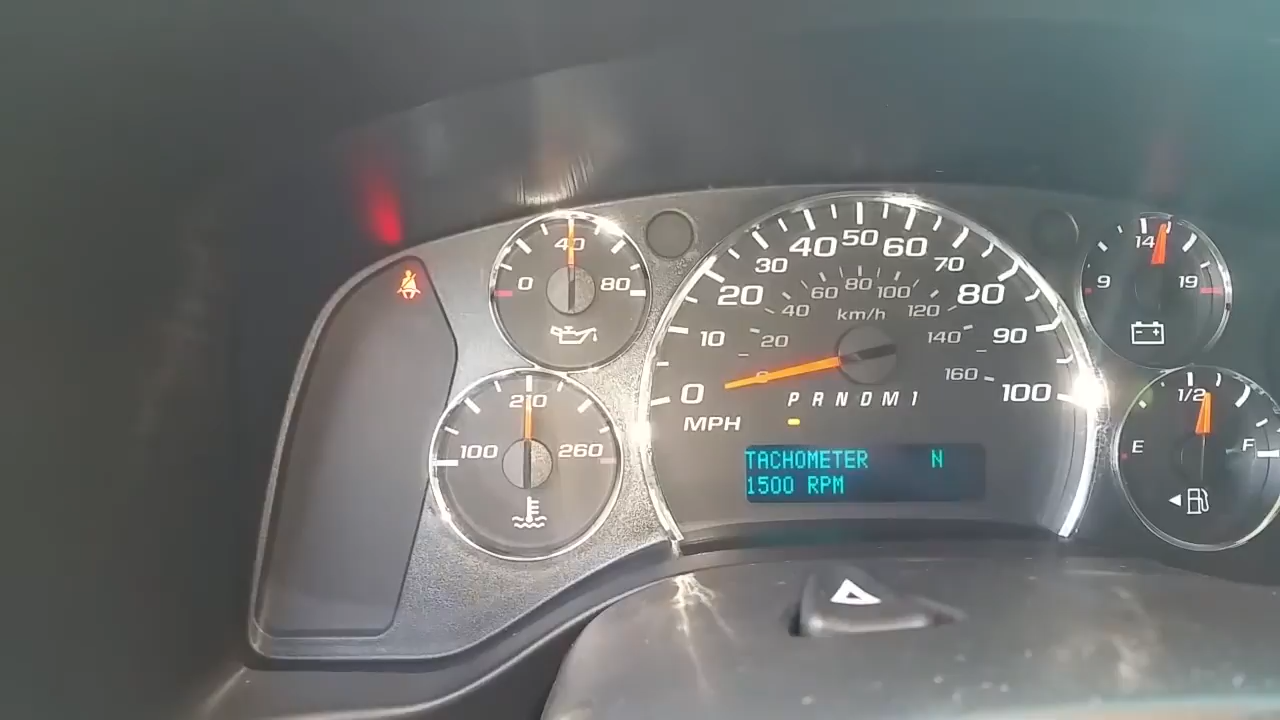 0 40 80
100 210 260
0 10 20 30 40 50 60 70 80 90 100
20 40 60 80 100 120 140 160
km/h
MPH
P R N D M 1
TACHOMETER N
1500 RPM
9 14 19
E 1/2 F